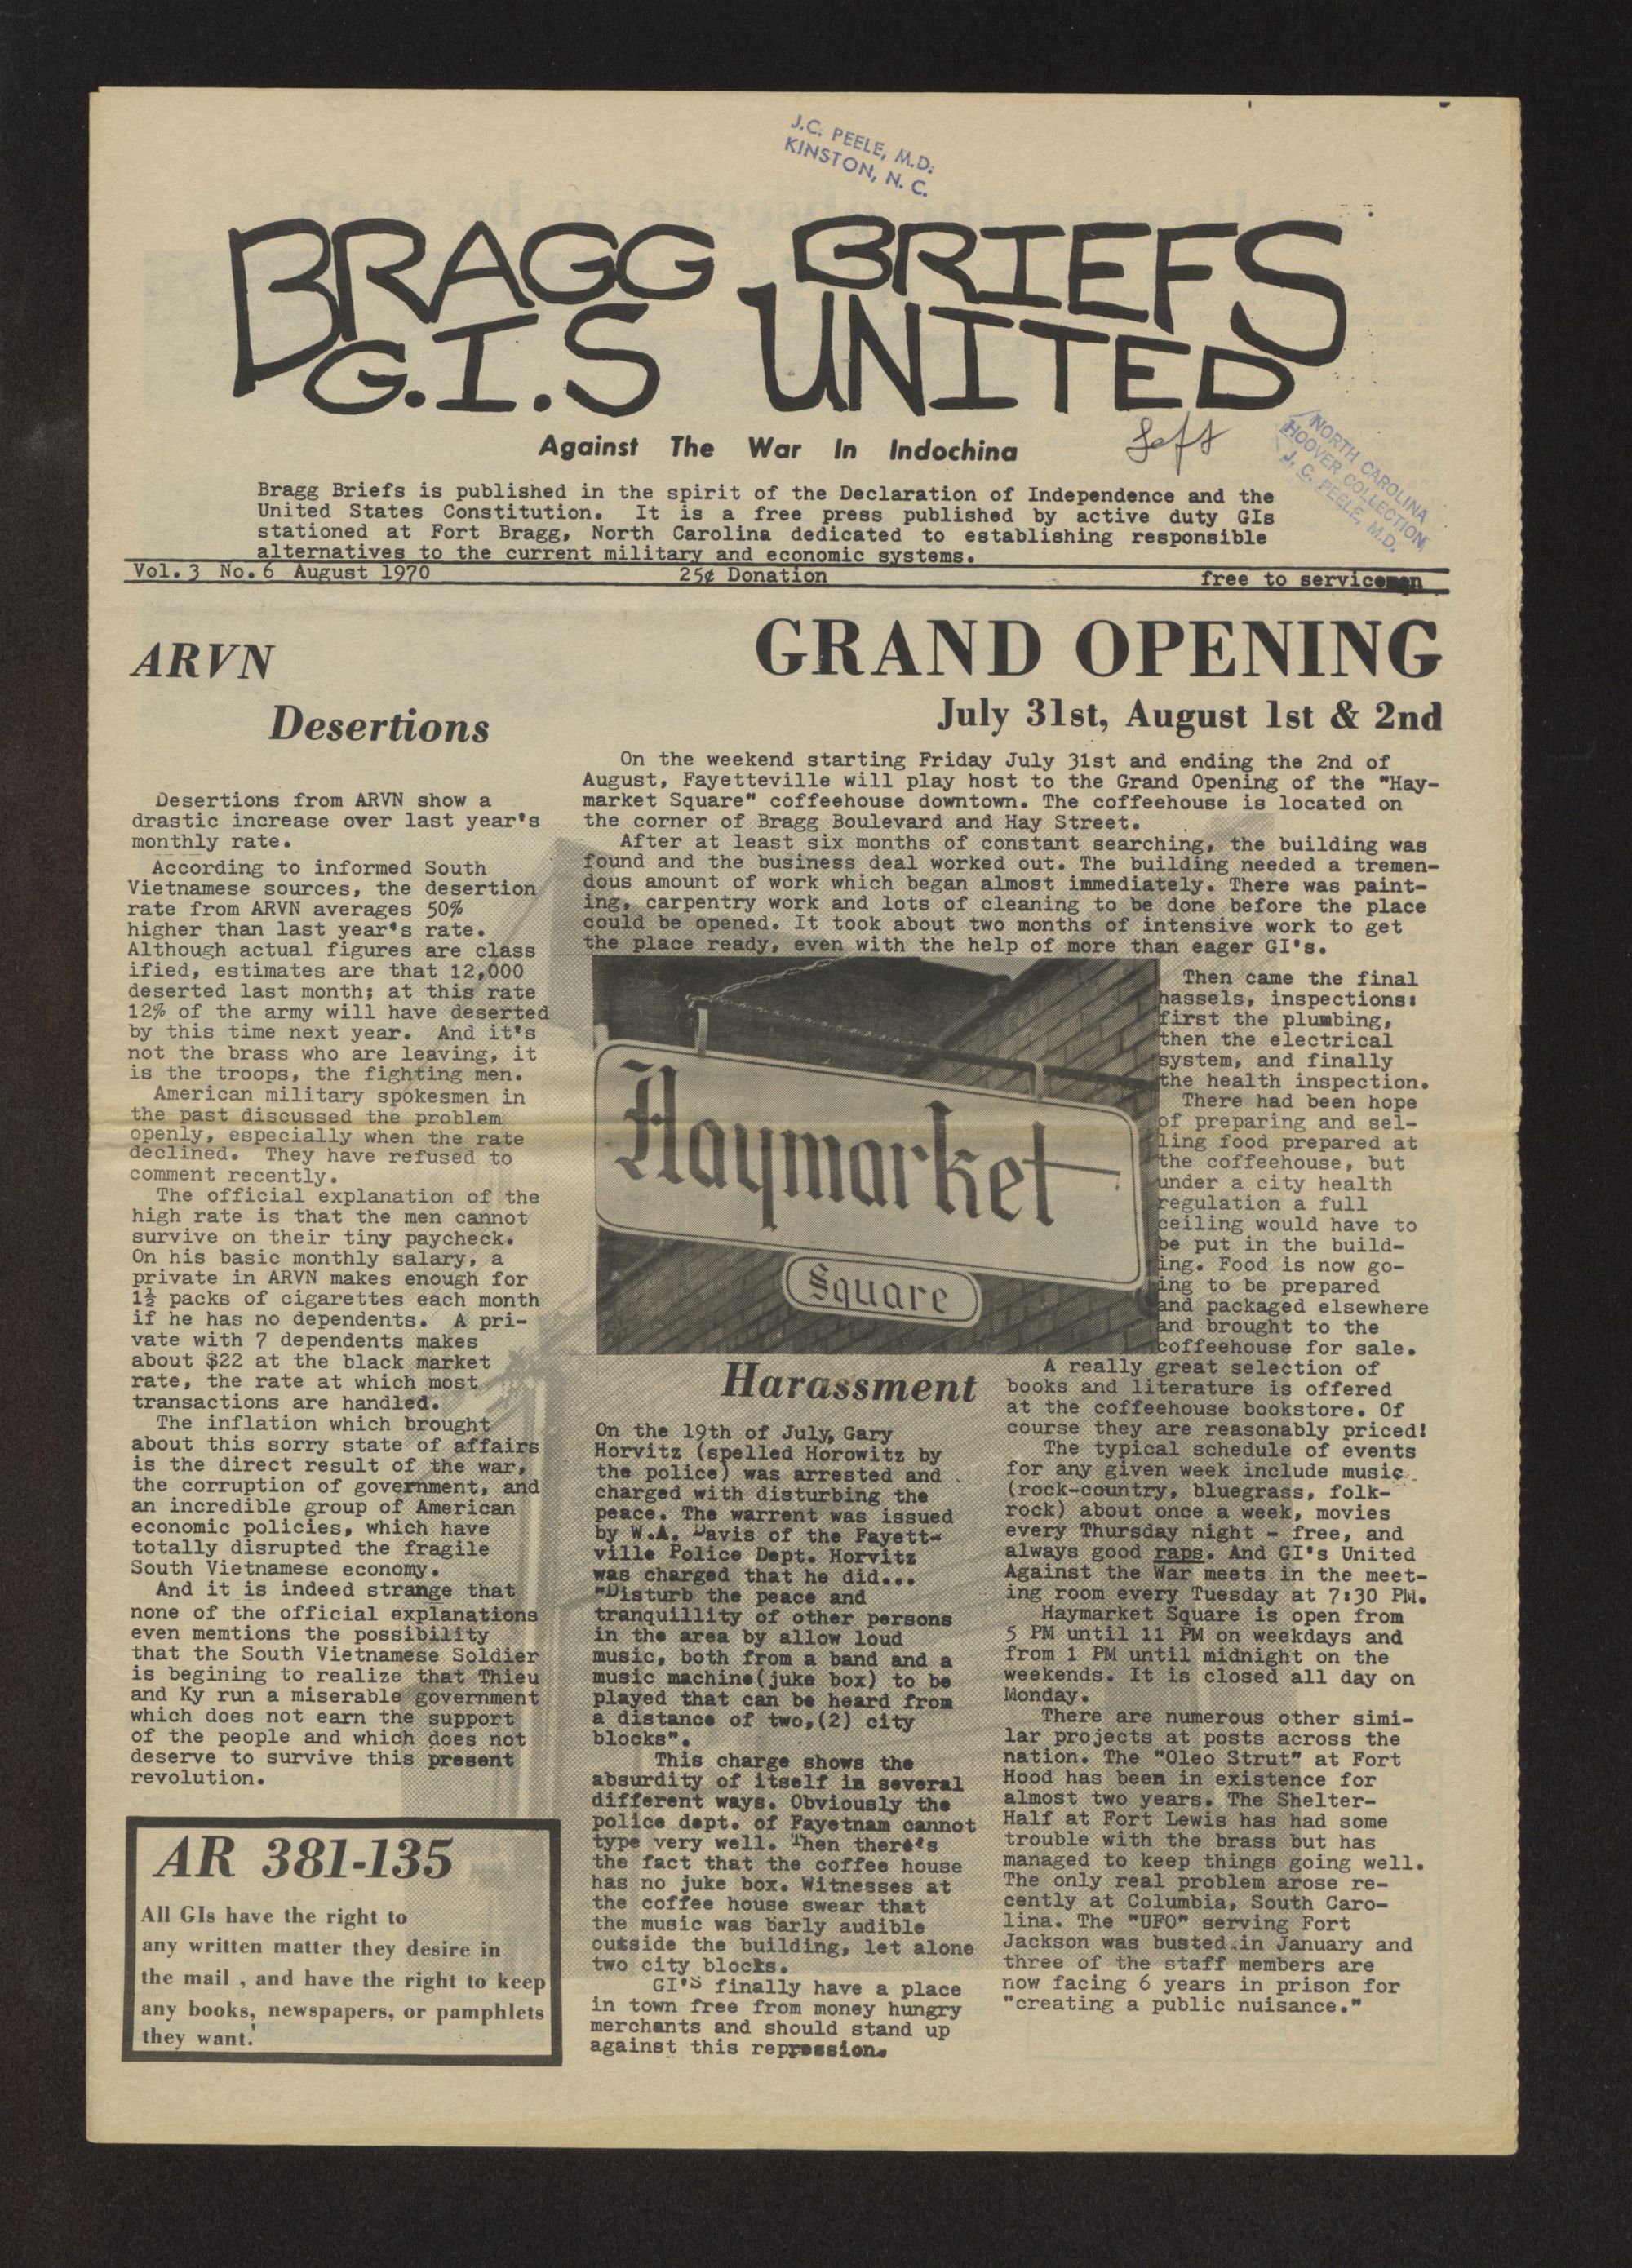 J.C. PEELE, M.D.
KINSTON, N. C.
BRAGG BRIEFS
G.I.S UNITED
Against The War In Indochina
Left
NORTH CAROLINA
HOOVER COLLECTION
J. C. PEELE, M.D.
Bragg Briefs is published in the spirit of the Declaration of Independence and the
United States Constitution. It is a free press published by active duty GIs
stationed at Fort Bragg, North Carolina dedicated to establishing responsible
alternatives to the current military and economic systems.
Vol. 3 No. 6 August 1970 25¢ Donation free to servicemen
ARVN
Desertions
Desertions from ARVN show a
drastic increase over last year's
monthly rate.
According to informed South
Vietnamese sources, the desertion
rate from ARVN averages 50%
higher than last year's rate.
Although actual figures are class
ified, estimates are that 12,000
deserted last month; at this rate
12% of the army will have deserted
by this time next year. And it's
not the brass who are leaving, it
is the troops, the fighting men.
American military spokesmen in
the past discussed the problem
openly, especially when the rate
declined. They have refused to
comment recently.
The official explanation of the
high rate is that the men cannot
survive on their tiny paycheck.
On his basic monthly salary, a
private in ARVN makes enough for
1½ packs of cigarettes each month
if he has no dependents. A pri-
vate with 7 dependents makes
about $22 at the black market
rate, the rate at which most
transactions are handled.
The inflation which brought
about this sorry state of affairs
is the direct result of the war,
the corruption of government, and
an incredible group of American
economic policies, which have
totally disrupted the fragile
South Vietnamese economy.
And it is indeed strange that
none of the official explanations
even memtions the possibility
that the South Vietnamese Soldier
is begining to realize that Thieu
and Ky run a miserable government
which does not earn the support
of the people and which does not
deserve to survive this present
revolution.
AR 381-135
All GIs have the right to
any written matter they desire in
the mail , and have the right to keep
any books, newspapers, or pamphlets
they want.'
GRAND OPENING
July 31st, August 1st & 2nd
On the weekend starting Friday July 31st and ending the 2nd of
August, Fayetteville will play host to the Grand Opening of the "Hay-
market Square" coffeehouse downtown. The coffeehouse is located on
the corner of Bragg Boulevard and Hay Street.
After at least six months of constant searching, the building was
found and the business deal worked out. The building needed a tremen-
dous amount of work which began almost immediately. There was paint-
ing, carpentry work and lots of cleaning to be done before the place
could be opened. It took about two months of intensive work to get
the place ready, even with the help of more than eager GI's.
Haymarket
Square
Then came the final
hassels, inspections:
first the plumbing,
then the electrical
system, and finally
the health inspection.
There had been hope
of preparing and sel-
ling food prepared at
the coffeehouse, but
under a city health
regulation a full
ceiling would have to
be put in the build-
ing. Food is now go-
ing to be prepared
and packaged elsewhere
and brought to the
coffeehouse for sale.
A really great selection of
books and literature is offered
at the coffeehouse bookstore. Of
course they are reasonably priced!
The typical schedule of events
for any given week include music
(rock-country, bluegrass, folk-
rock) about once a week, movies
every Thursday night - free, and
always good raps. And GI's United
Against the War meets in the meet-
ing room every Tuesday at 7:30 PM.
Haymarket Square is open from
5 PM until 11 PM on weekdays and
from 1 PM until midnight on the
weekends. It is closed all day on
Monday.
There are numerous other simi-
lar projects at posts across the
nation. The "Oleo Strut" at Fort
Hood has been in existence for
almost two years. The Shelter-
Half at Fort Lewis has had some
trouble with the brass but has
managed to keep things going well.
The only real problem arose re-
cently at Columbia, South Caro-
lina. The "UFO" serving Fort
Jackson was busted in January and
three of the staff members are
now facing 6 years in prison for
"creating a public nuisance."
Harassment
On the 19th of July, Gary
Horvitz (spelled Horowitz by
the police) was arrested and
charged with disturbing the
peace. The warrent was issued
by W.A. Davis of the Fayett-
ville Police Dept. Horvitz
was charged that he did...
"Disturb the peace and
tranquillity of other persons
in the area by allow loud
music, both from a band and a
music machine(juke box) to be
played that can be heard from
a distance of two,(2) city
blocks".
This charge shows the
absurdity of itself in several
different ways. Obviously the
police dept. of Fayetnam cannot
type very well. Then there's
the fact that the coffee house
has no juke box. Witnesses at
the coffee house swear that
the music was barly audible
outside the building, let alone
two city blocks.
GI'S finally have a place
in town free from money hungry
merchants and should stand up
against this repression.